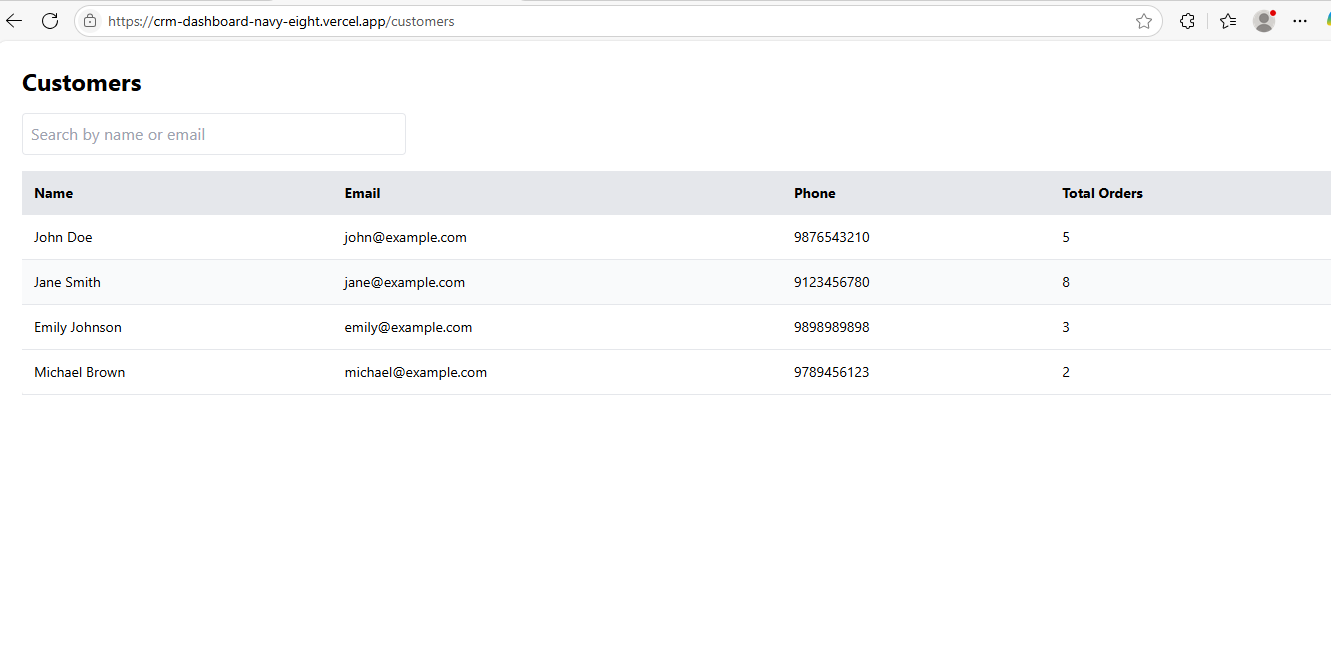 https://crm-dashboard-navy-eight.vercel.app/customers
Customers
Search by name or email
Name Email Phone Total Orders
John Doe john@example.com 9876543210 5
Jane Smith jane@example.com 9123456780 8
Emily Johnson emily@example.com 9898989898 3
Michael Brown michael@example.com 9789456123 2